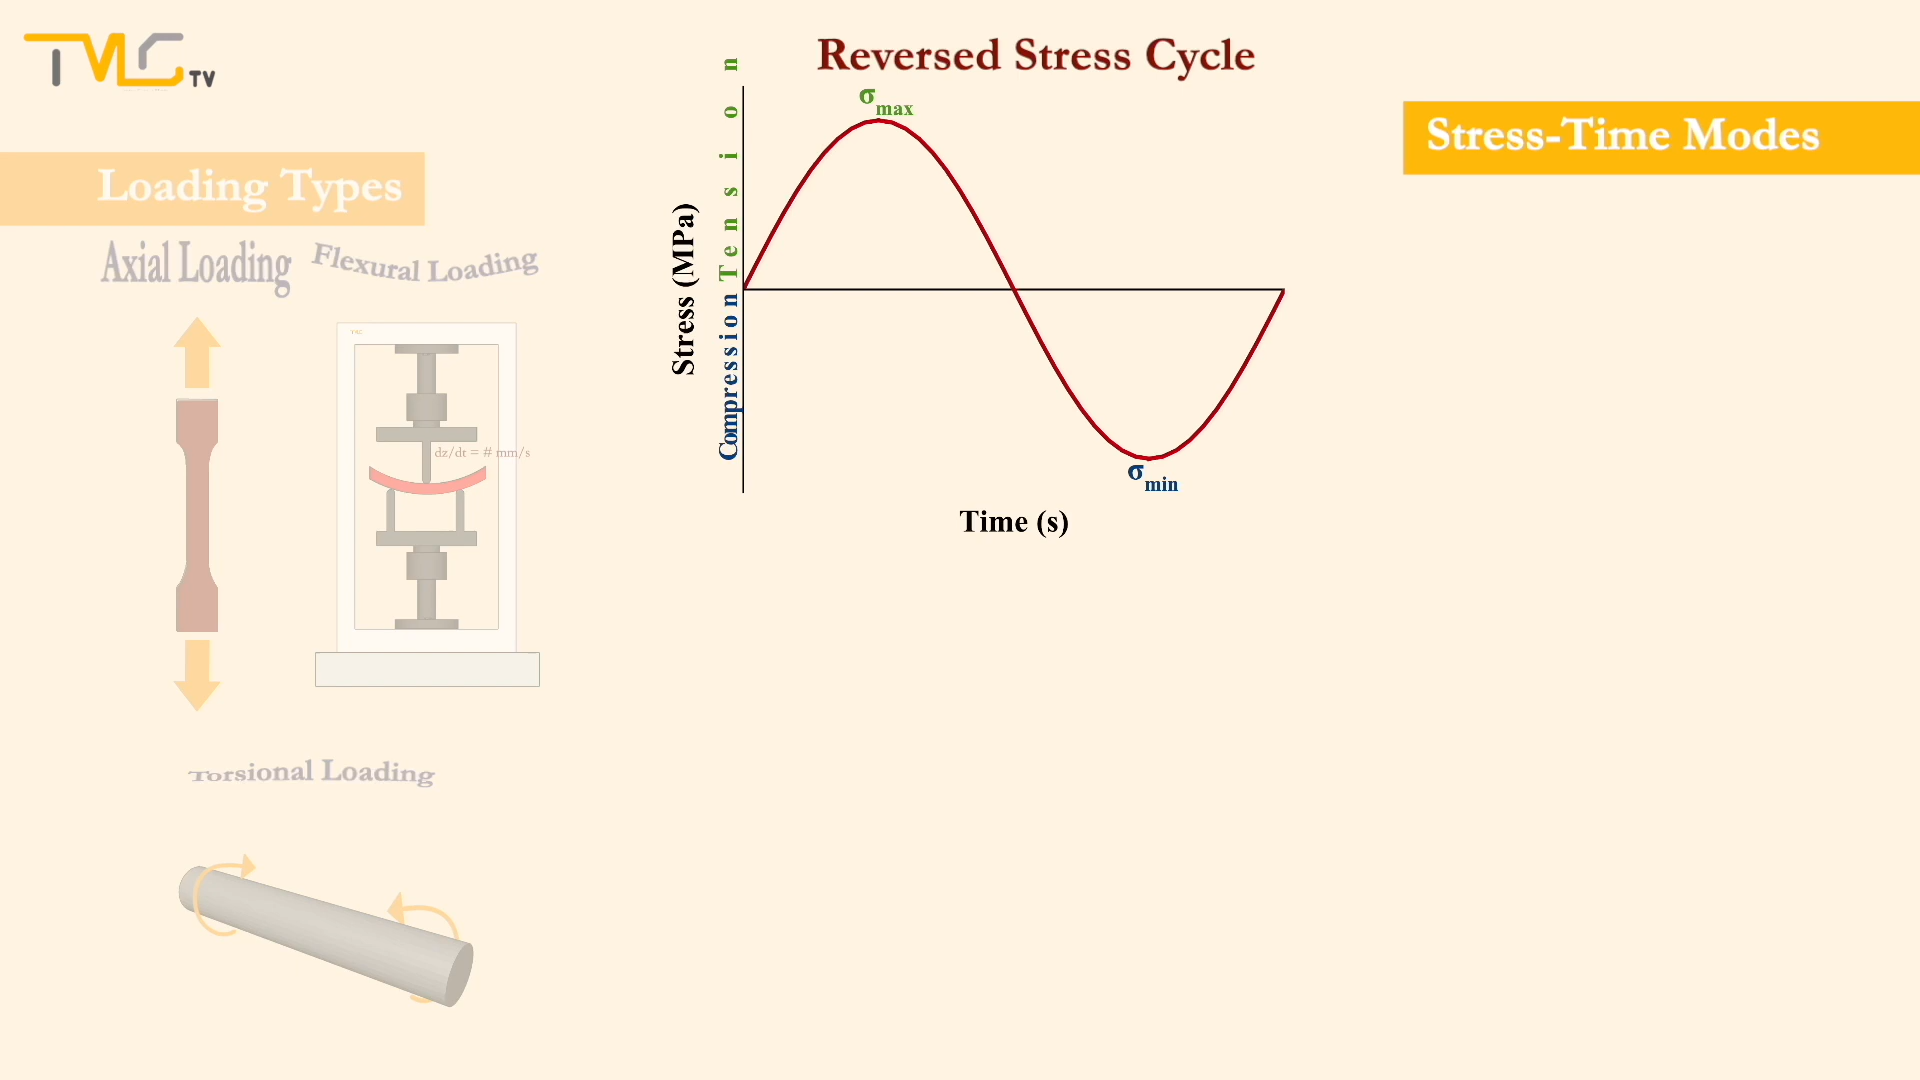 TMC TV
Reversed Stress Cycle
Stress-Time Modes
Loading Types
Axial Loading
Flexural Loading
dz/dt = # mm/s
Torsional Loading
σmax
Tension
Compression
Stress (MPa)
σmin
Time (s)